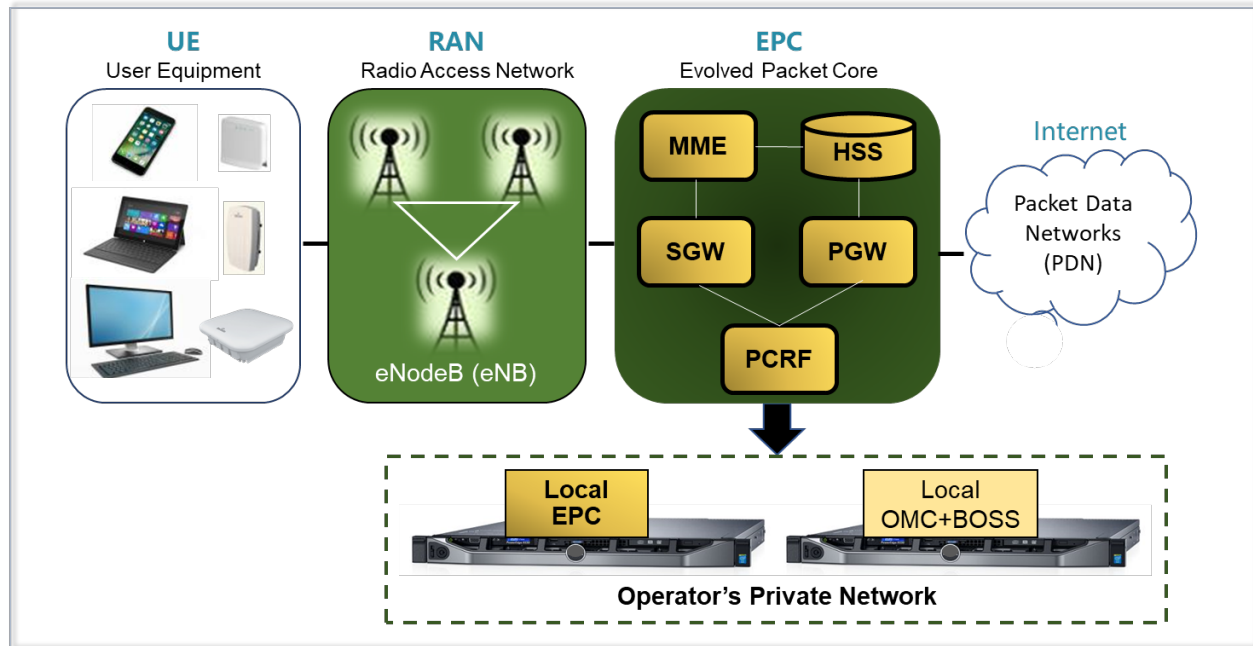 UE
User Equipment
RAN
Radio Access Network
eNodeB (eNB)
EPC
Evolved Packet Core
MME
HSS
SGW
PGW
PCRF
Internet
Packet Data
Networks
(PDN)
Local
EPC
Local
OMC+BOSS
Operator's Private Network